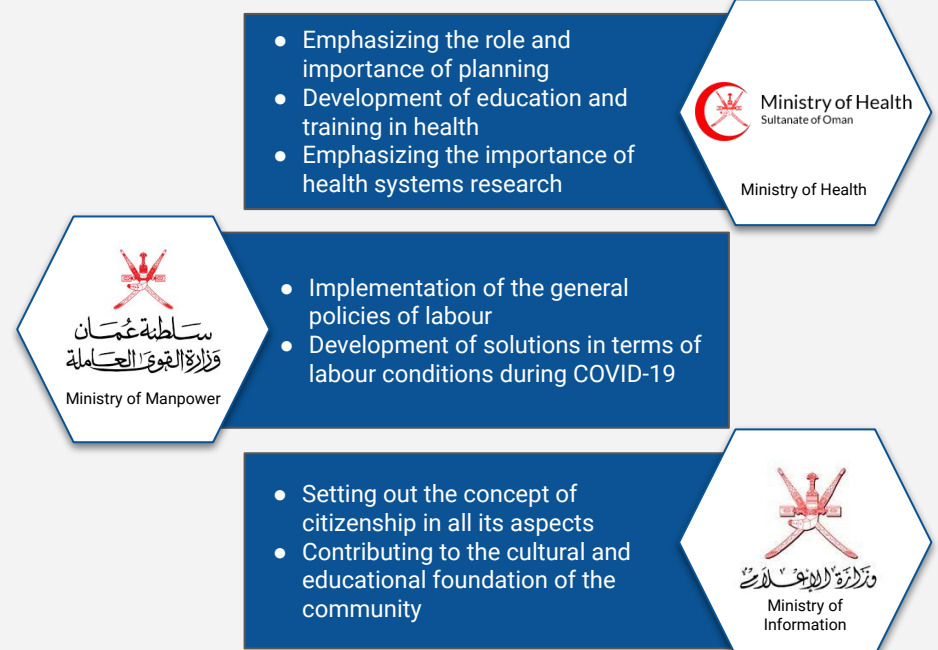 ● Emphasizing the role and
importance of planning
● Development of education and
training in health
● Emphasizing the importance of
health systems research
Ministry of Health
Sultanate of Oman
Ministry of Health
سلطنة عُمان
وزارة القوى العاملة
Ministry of Manpower
● Implementation of the general
policies of labour
● Development of solutions in terms of
labour conditions during COVID-19
● Setting out the concept of
citizenship in all its aspects
● Contributing to the cultural and
educational foundation of the
community
وزارة الإعلام
Ministry of
Information